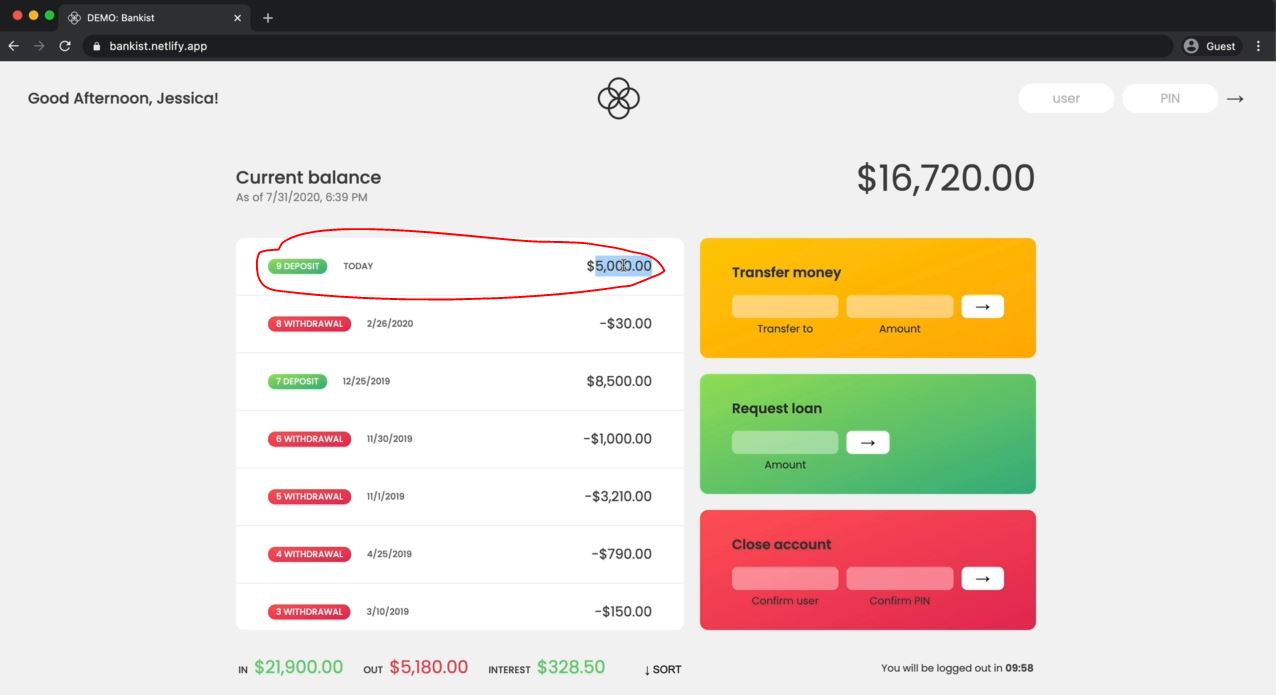 DEMO: Bankist
bankist.netlify.app
Guest
Good Afternoon, Jessica!
user
PIN
→
Current balance
As of 7/31/2020, 6:39 PM
$16,720.00
9 DEPOSIT TODAY $5,000.00
8 WITHDRAWAL 2/26/2020 -$30.00
7 DEPOSIT 12/25/2019 $8,500.00
6 WITHDRAWAL 11/30/2019 -$1,000.00
5 WITHDRAWAL 11/1/2019 -$3,210.00
4 WITHDRAWAL 4/25/2019 -$790.00
3 WITHDRAWAL 3/10/2019 -$150.00
Transfer money
→
Transfer to Amount
Request loan
→
Amount
Close account
→
Confirm user Confirm PIN
IN $21,900.00 OUT $5,180.00 INTEREST $328.50 ↓ SORT
You will be logged out in 09:58